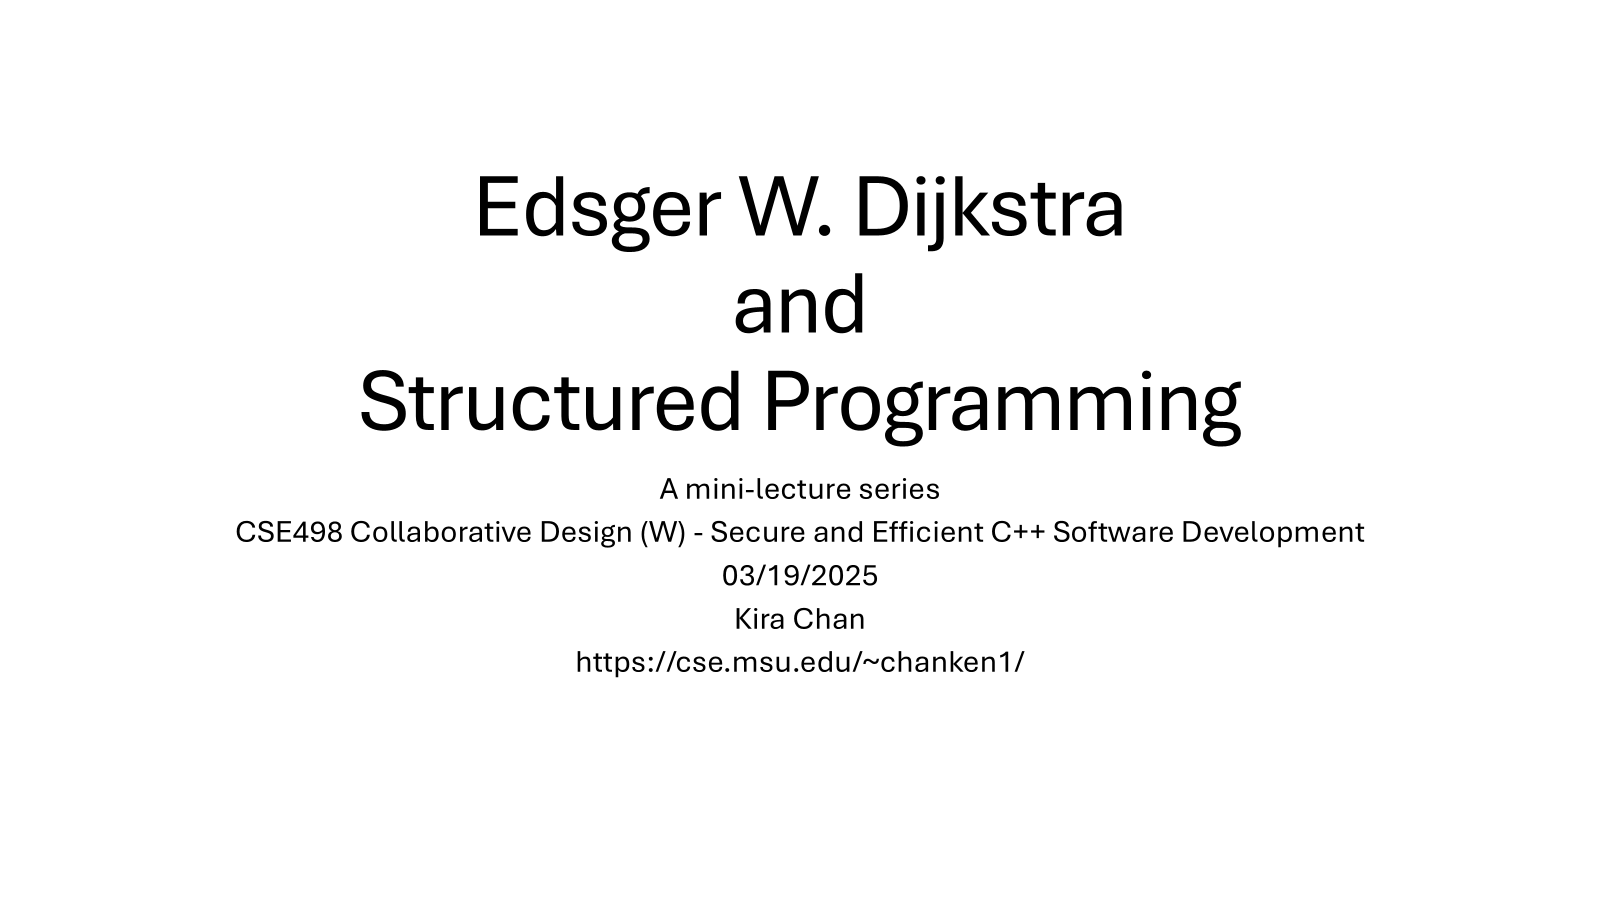 Edsger W. Dijkstra
and
Structured Programming
A mini-lecture series
CSE498 Collaborative Design (W) - Secure and Efficient C++ Software Development
03/19/2025
Kira Chan
https://cse.msu.edu/~chanken1/